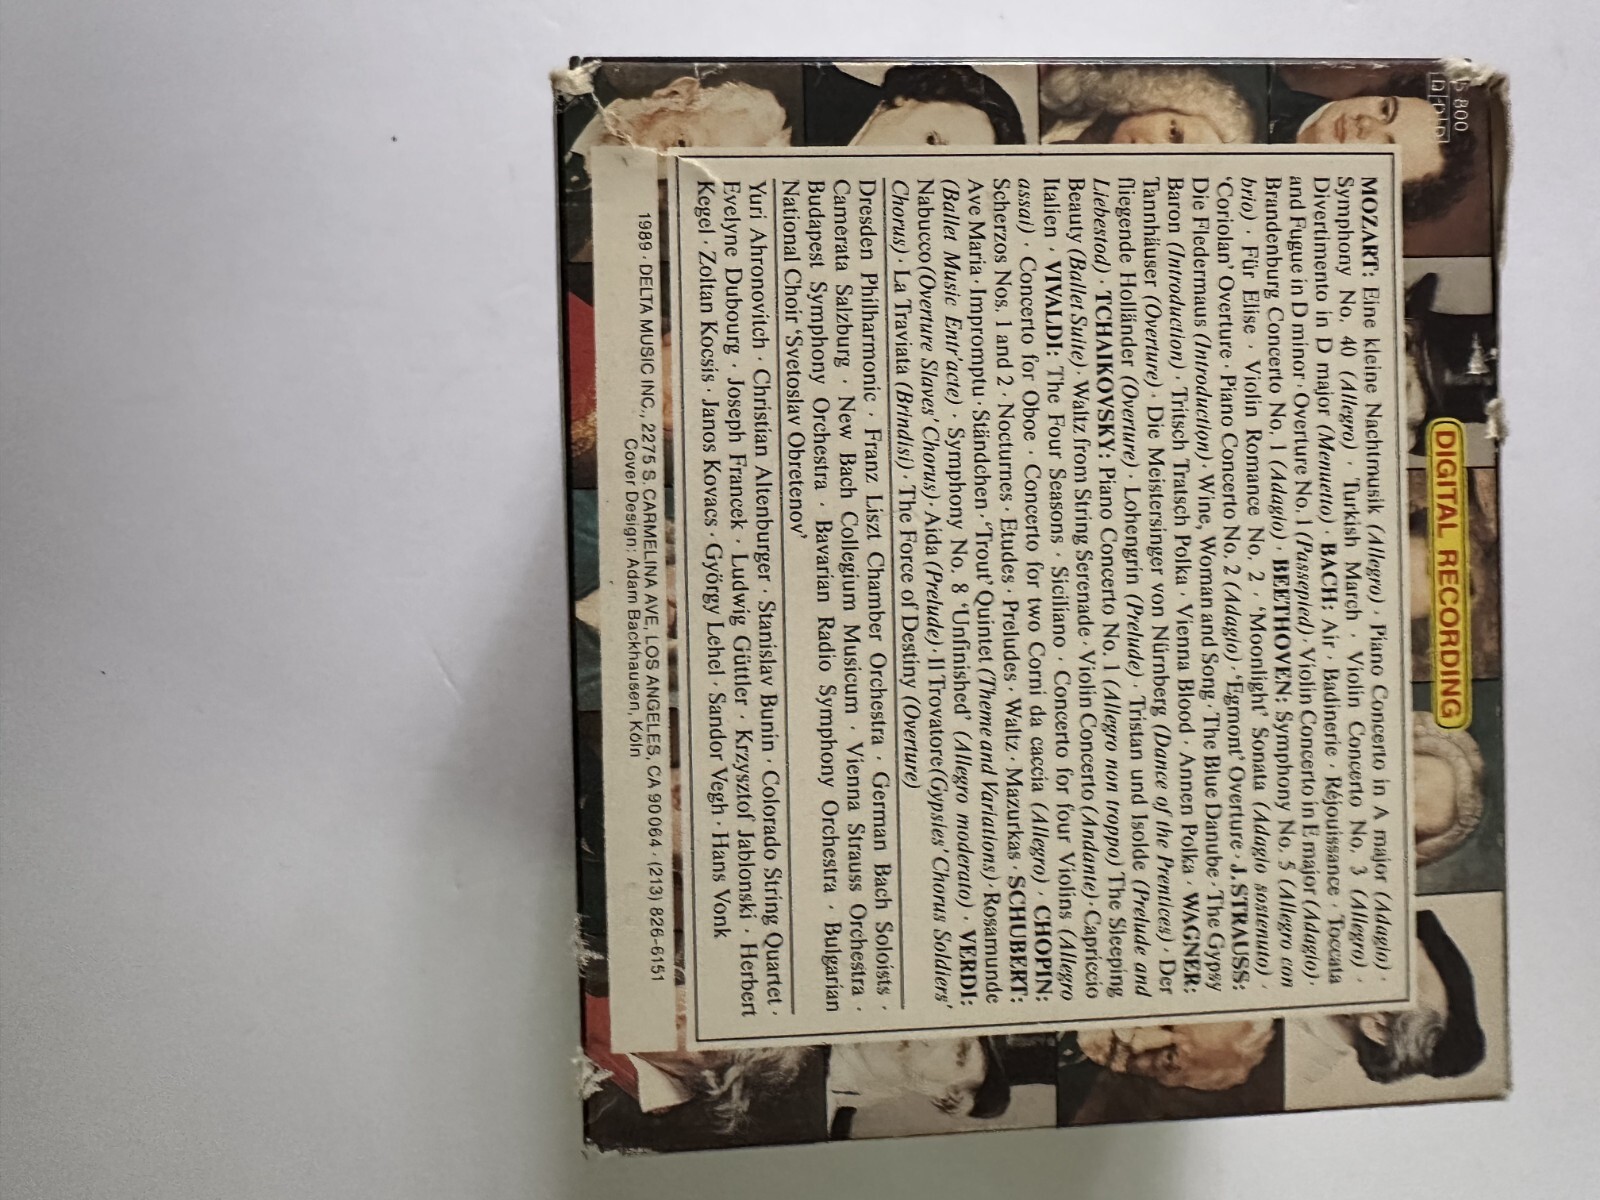 5 800
DDD
DIGITAL RECORDING
MOZART: Eine kleine Nachtmusik (Allegro) · Piano Concerto in A major (Adagio) ·
Symphony No. 40 (Allegro) · Turkish March · Violin Concerto No. 3 (Allegro) ·
Divertimento in D major (Menuetto) · BACH: Air · Badinerie · Réjouissance · Toccata
and Fugue in D minor · Overture No. 1 (Passepied) · Violin Concerto in E major (Adagio) ·
Brandenburg Concerto No. 1 (Adagio) · BEETHOVEN: Symphony No. 5 (Allegro con
brio) · Für Elise · Violin Romance No. 2 · 'Moonlight' Sonata (Adagio sostenuto) ·
'Coriolan' Overture · Piano Concerto No. 2 (Adagio) · 'Egmont' Overture · J. STRAUSS:
Die Fledermaus (Introduction) · Wine, Woman and Song · The Blue Danube · The Gypsy
Baron (Introduction) · Tritsch Tratsch Polka · Vienna Blood · Annen Polka · WAGNER:
Tannhäuser (Overture) · Die Meistersinger von Nürnberg (Dance of the Prentices) · Der
fliegende Holländer (Overture) · Lohengrin (Prelude) · Tristan und Isolde (Prelude and
Liebestod) · TCHAIKOVSKY: Piano Concerto No. 1 (Allegro non troppo) The Sleeping
Beauty (Ballet Suite) · Waltz from String Serenade · Violin Concerto (Andante) · Capriccio
Italien · VIVALDI: The Four Seasons · Siciliano · Concerto for four Violins (Allegro
assai) · Concerto for Oboe · Concerto for two Corni da caccia (Allegro) · CHOPIN:
Scherzos Nos. 1 and 2 · Nocturnes · Etudes · Preludes · Waltz · Mazurkas · SCHUBERT:
Ave Maria · Impromptu · Ständchen · 'Trout' Quintet (Theme and Variations) · Rosamunde
(Ballet Music Entr'acte) · Symphony No. 8 'Unfinished' (Allegro moderato) · VERDI:
Nabucco (Overture Slaves' Chorus) · Aida (Prelude) · Il Trovatore (Gypsies' Chorus Soldiers'
Chorus) · La Traviata (Brindisi) · The Force of Destiny (Overture)
Dresden Philharmonic · Franz Liszt Chamber Orchestra · German Bach Soloists ·
Camerata Salzburg · New Bach Collegium Musicum · Vienna Strauss Orchestra ·
Budapest Symphony Orchestra · Bavarian Radio Symphony Orchestra · Bulgarian
National Choir 'Svetoslav Obretenov'
Yuri Ahronovitch · Christian Altenburger · Stanislav Bunin · Colorado String Quartet ·
Evelyne Dubourg · Joseph Francek · Ludwig Güttler · Krzysztof Jablonski · Herbert
Kegel · Zoltan Kocsis · Janos Kovacs · György Lehel · Sandor Vegh · Hans Vonk
1989 · DELTA MUSIC INC., 2275 S. CARMELINA AVE, LOS ANGELES, CA 90064 · (213) 826-6151
Cover Design: Adam Backhausen, Köln